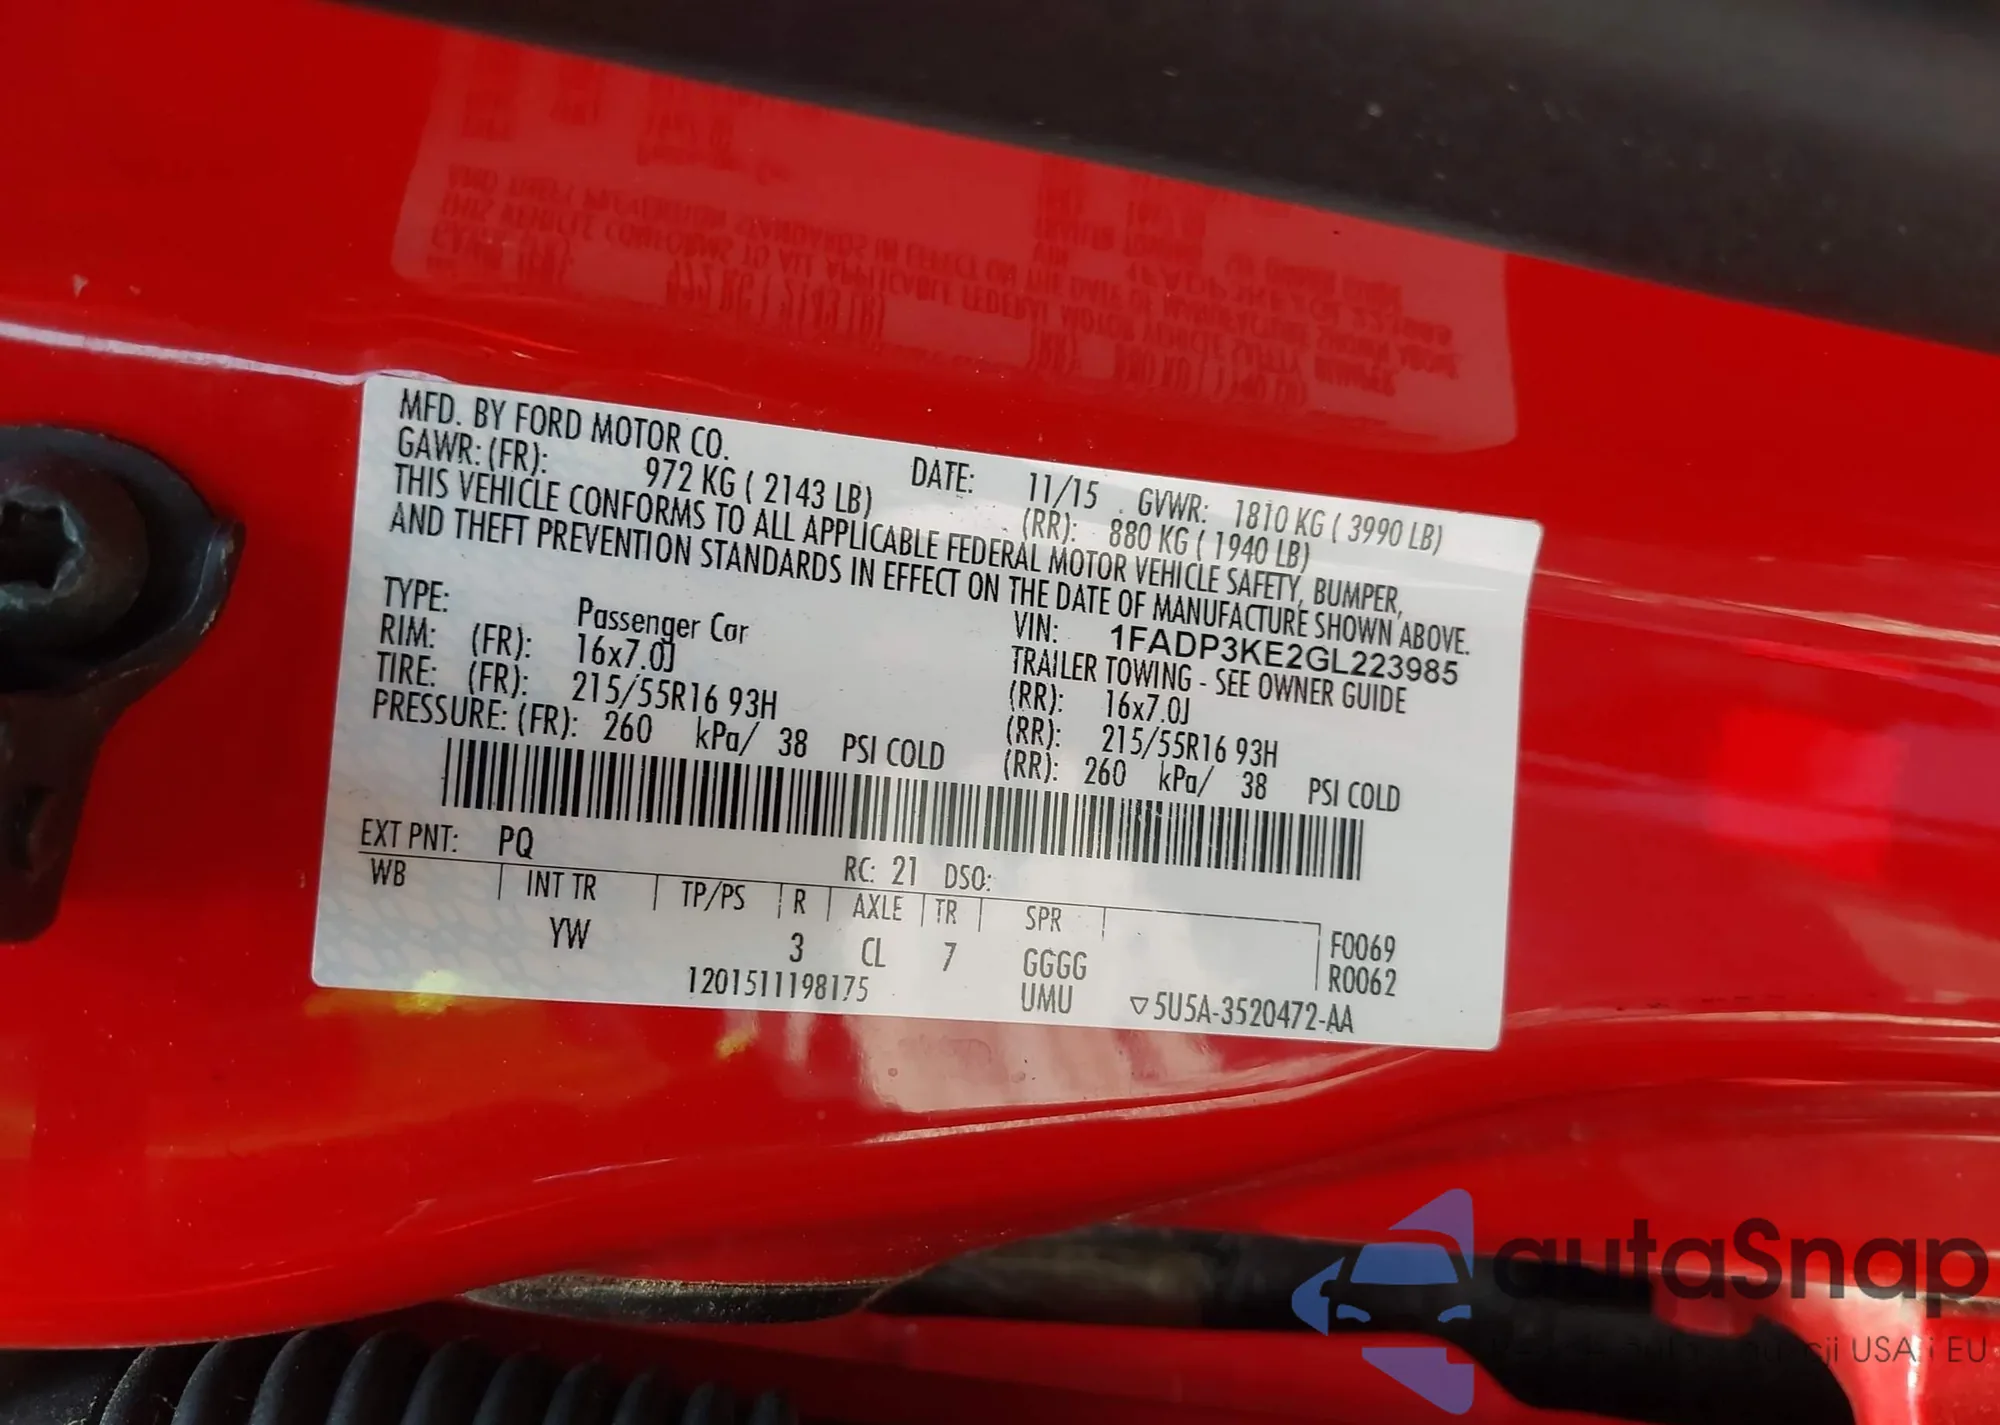 MFD. BY FORD MOTOR CO.
DATE: 11/15 GVWR: 1810 KG ( 3990 LB)
GAWR: (FR): 972 KG ( 2143 LB) (RR): 880 KG ( 1940 LB)
THIS VEHICLE CONFORMS TO ALL APPLICABLE FEDERAL MOTOR VEHICLE SAFETY, BUMPER,
AND THEFT PREVENTION STANDARDS IN EFFECT ON THE DATE OF MANUFACTURE SHOWN ABOVE.
VIN: 1FADP3KE2GL223985
TYPE: Passenger Car TRAILER TOWING - SEE OWNER GUIDE
RIM: (FR): 16x7.0J (RR): 16x7.0J
TIRE: (FR): 215/55R16 93H (RR): 215/55R16 93H
PRESSURE: (FR): 260 kPa/ 38 PSI COLD (RR): 260 kPa/ 38 PSI COLD
EXT PNT: PQ RC: 21 DSO:
WB INT TR TP/PS R AXLE TR SPR
YW 3 CL 7 GGGG F0069
1201511198175 UMU R0062
▽5U5A-3520472-AA
autaSnap
USA i EU